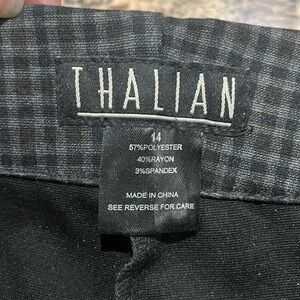 THALIAN
14
57%POLYESTER
40%RAYON
3%SPANDEX
MADE IN CHINA
SEE REVERSE FOR CARE